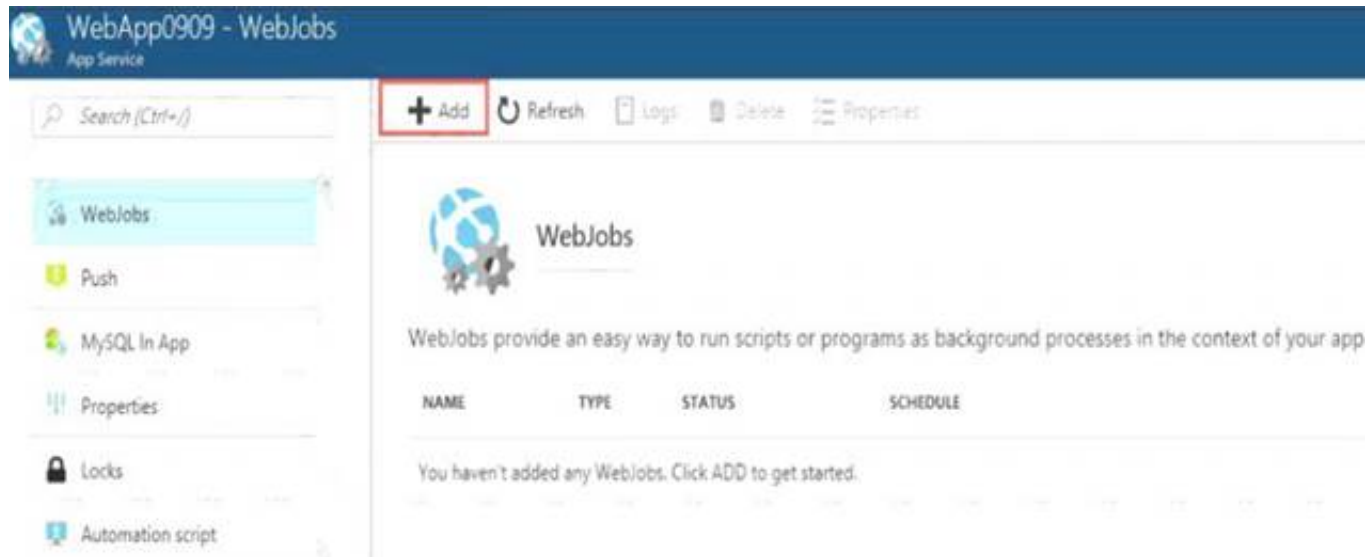 WebApp0909 - WebJobs
App Service
Search (Ctrl+/)
Add
Refresh
Logs
Delete
Properties
WebJobs
Push
MySQL In App
Properties
Locks
Automation script
WebJobs
WebJobs provide an easy way to run scripts or programs as background processes in the context of your app
NAME TYPE STATUS SCHEDULE
You haven't added any WebJobs. Click ADD to get started.